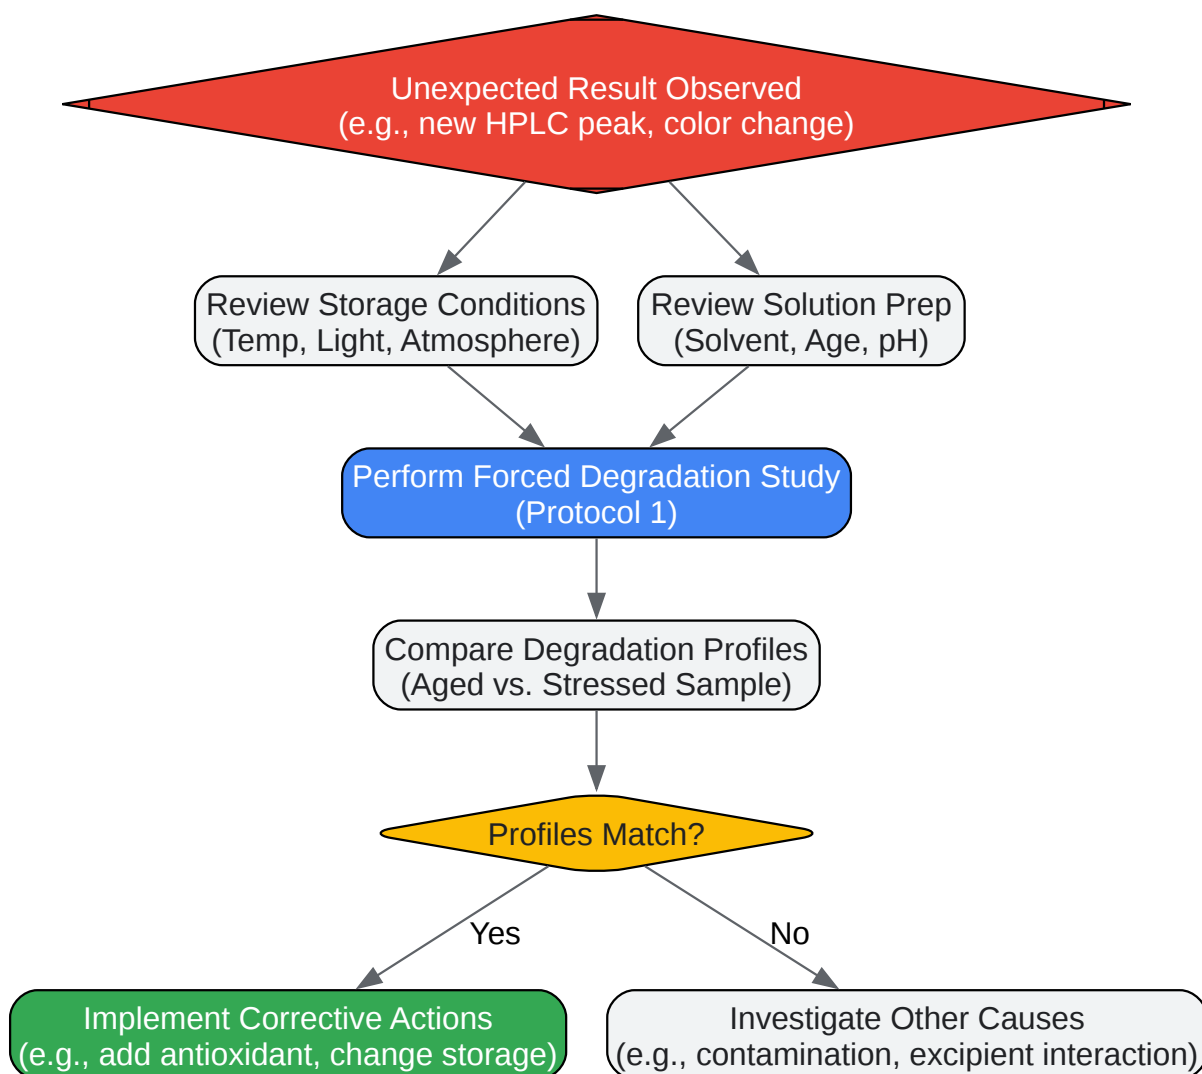 Unexpected Result Observed
(e.g., new HPLC peak, color change)
Review Storage Conditions
(Temp, Light, Atmosphere)
Review Solution Prep
(Solvent, Age, pH)
Perform Forced Degradation Study
(Protocol 1)
Compare Degradation Profiles
(Aged vs. Stressed Sample)
Profiles Match?
Yes
No
Implement Corrective Actions
(e.g., add antioxidant, change storage)
Investigate Other Causes
(e.g., contamination, excipient interaction)